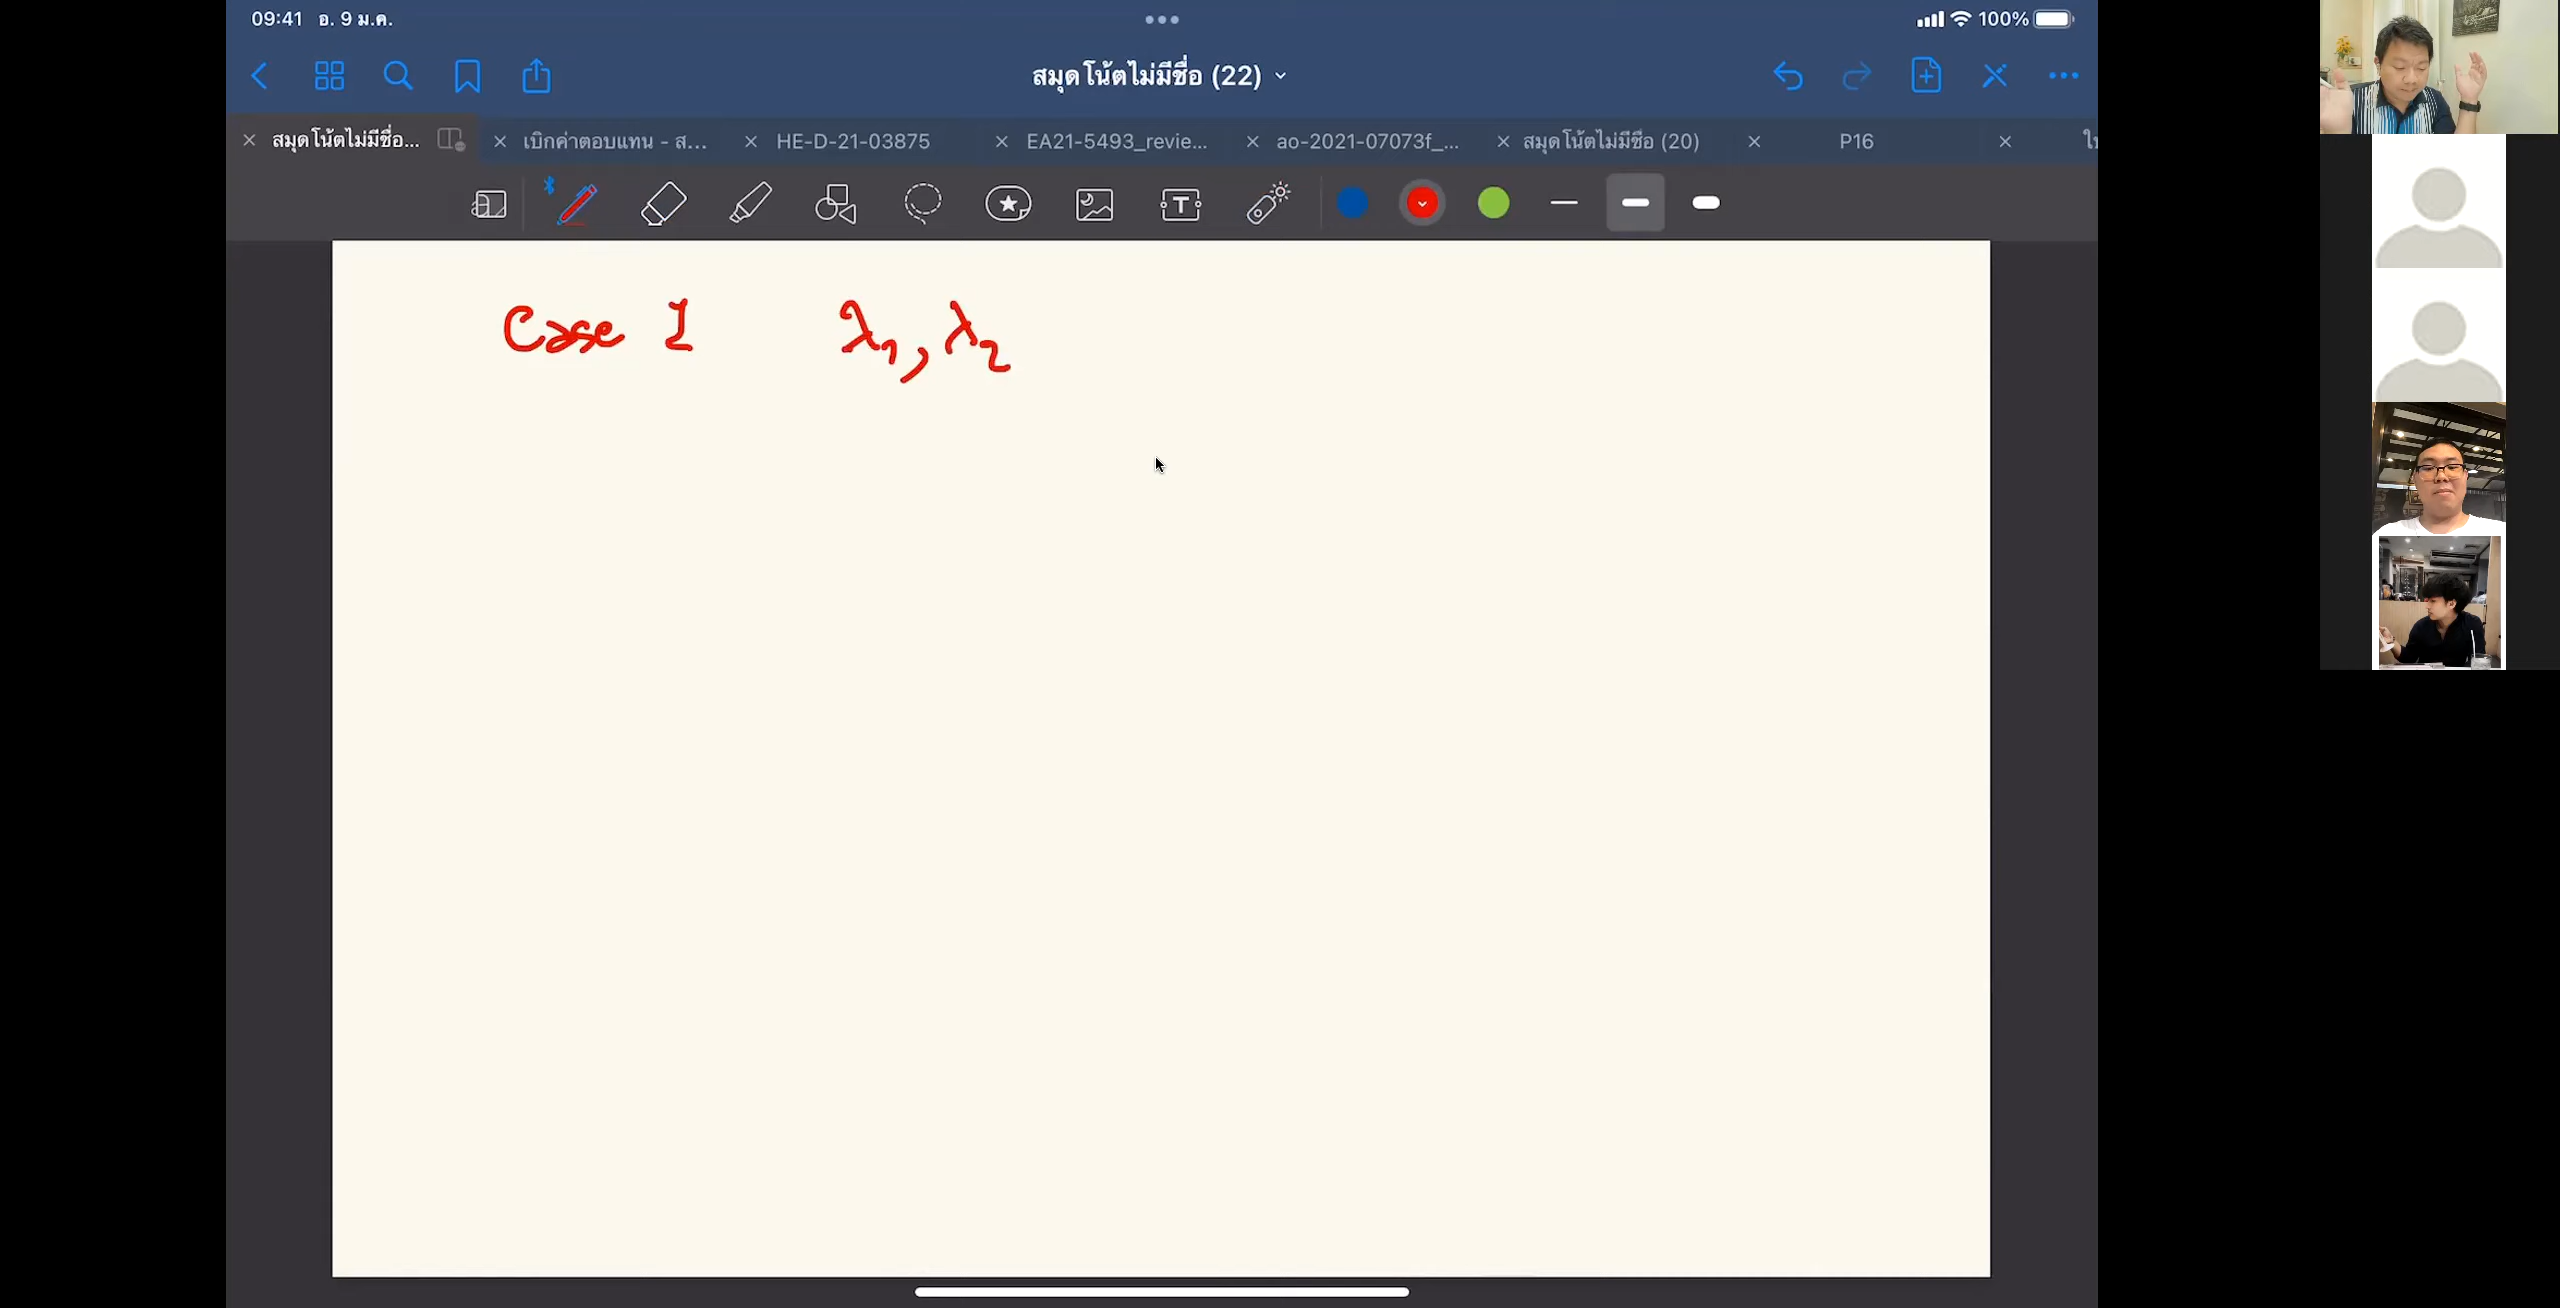 09:41 อ. 9 ม.ค.
100%
สมุดโน้ตไม่มีชื่อ (22)
สมุดโน้ตไม่มีชื่อ...
เบิกค่าตอบแทน - ส...
HE-D-21-03875
EA21-5493_revie...
ao-2021-07073f_...
สมุดโน้ตไม่มีชื่อ (20)
P16
Case I λ1, λ2